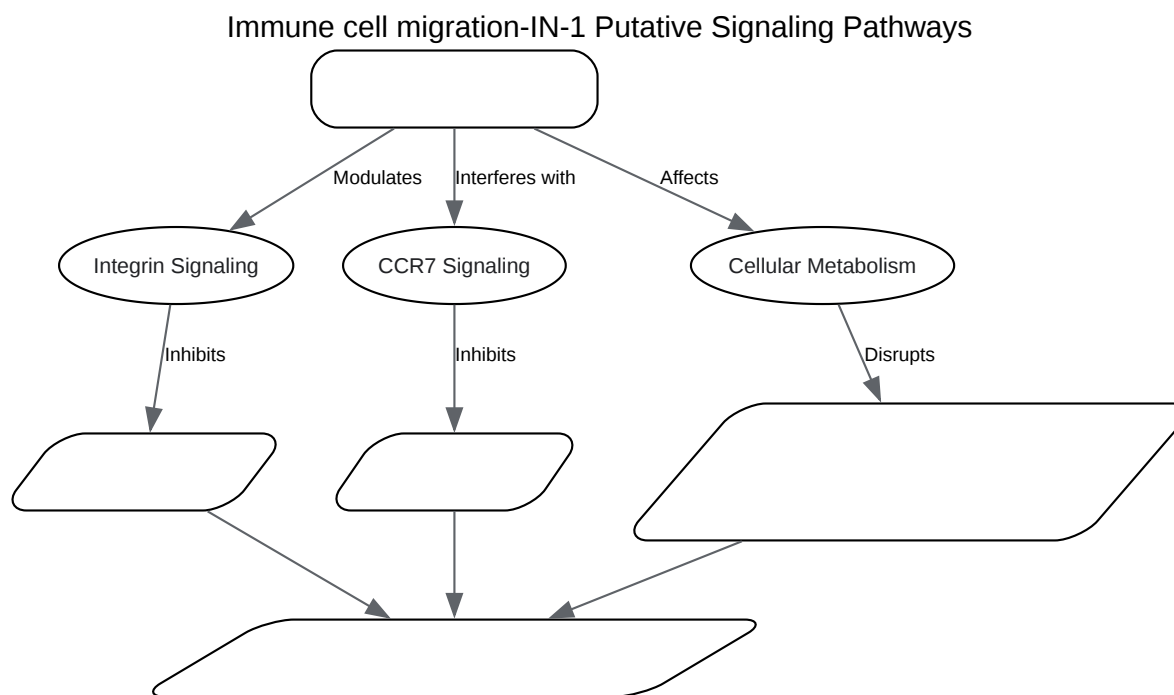 Immune cell migration-IN-1 Putative Signaling Pathways
Modulates
Interferes with
Affects
Integrin Signaling
CCR7 Signaling
Cellular Metabolism
Inhibits
Inhibits
Disrupts